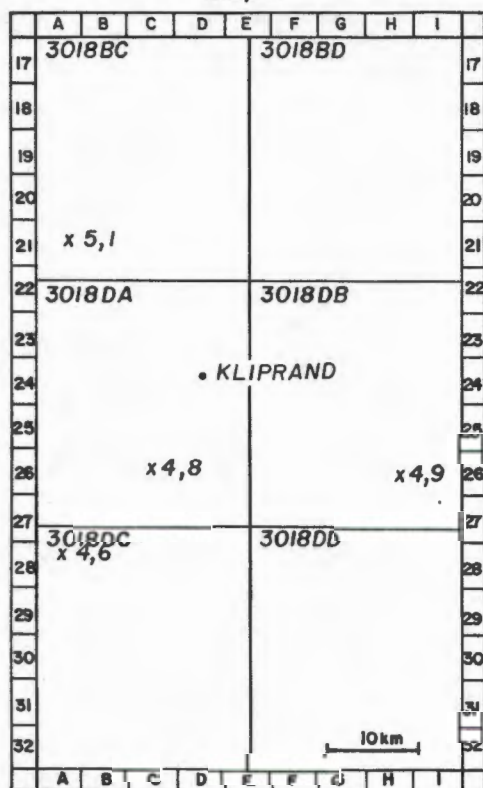 A B C D E F G H I
3018BC 3018BD
17 17
18 18
19 19
20 20
x 5,1
21 21
22 22
3018DA 3018DB
23 23
• KLIPRAND
24 24
25 25
x 4,8 x 4,9
26 26
27 27
3018DC 3018DD
x 4,6
28 28
29 29
30 30
31 31
10km
32 32
A B C D E F G H I